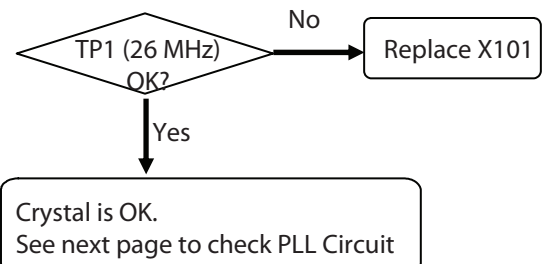 TP1 (26 MHz)
OK?
No
Replace X101
Yes
Crystal is OK.
See next page to check PLL Circuit